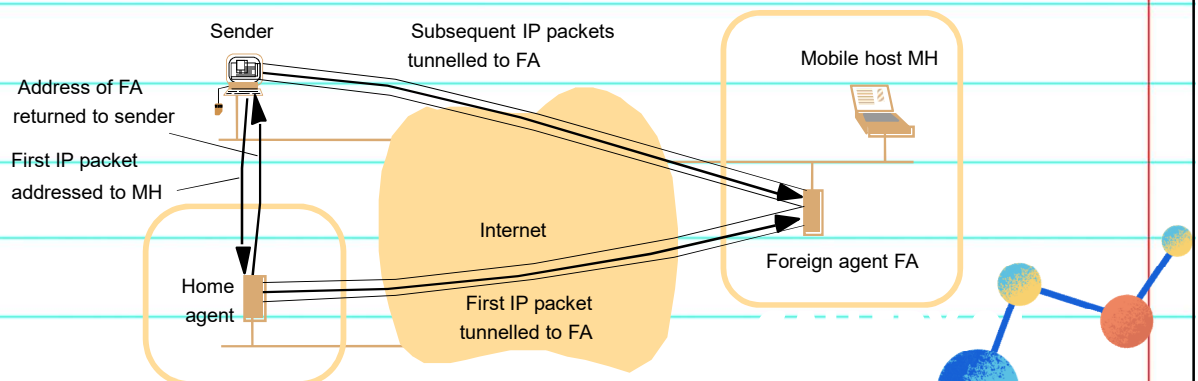 Sender
Subsequent IP packets
tunnelled to FA
Mobile host MH
Address of FA
returned to sender
First IP packet
addressed to MH
Internet
Foreign agent FA
Home
agent
First IP packet
tunnelled to FA